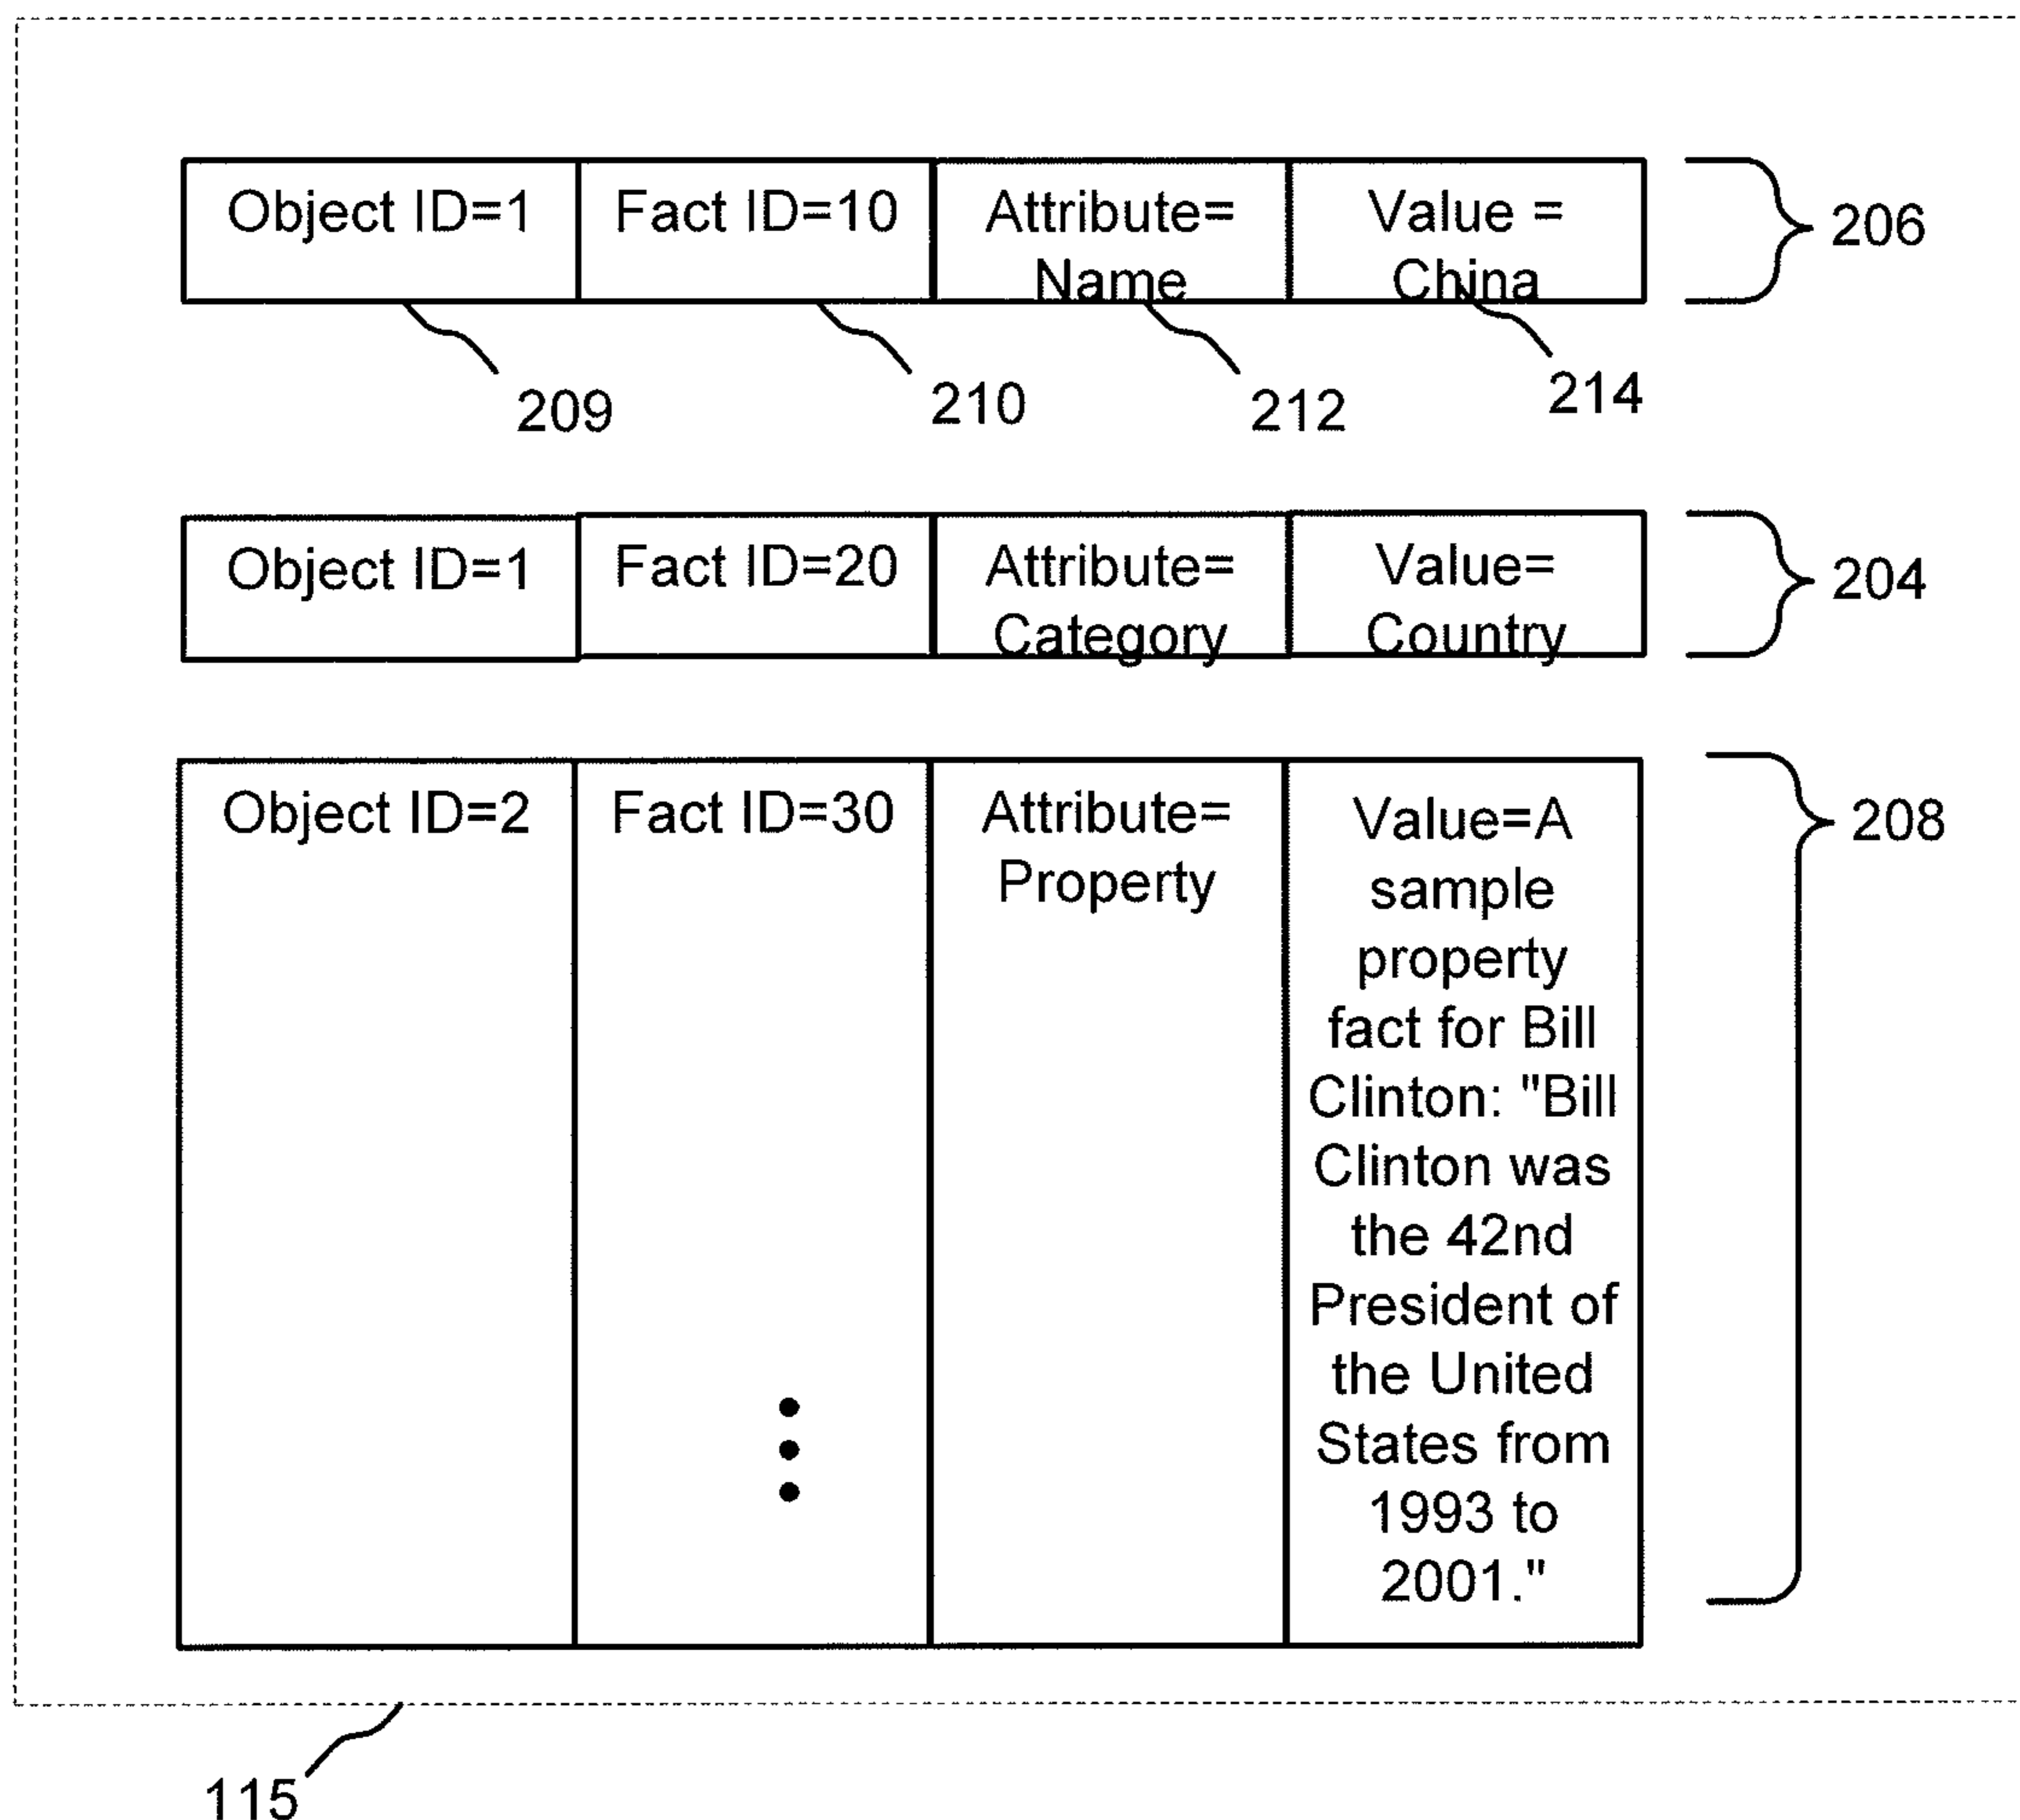 Object ID=1 Fact ID=10 Attribute= Value =
Name China
206
209 210 212 214
Object ID=1 Fact ID=20 Attribute= Value=
Category Country
204
Object ID=2 Fact ID=30 Attribute= Value=A
Property sample
property
fact for Bill
Clinton: "Bill
Clinton was
the 42nd
President of
the United
States from
1993 to
2001."
208
115